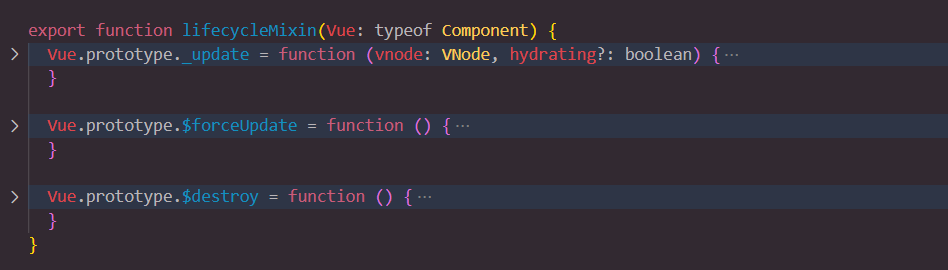 export function lifecycleMixin(Vue: typeof Component) {
Vue.prototype._update = function (vnode: VNode, hydrating?: boolean) {···
}
Vue.prototype.$forceUpdate = function () {···
}
Vue.prototype.$destroy = function () {···
}
}